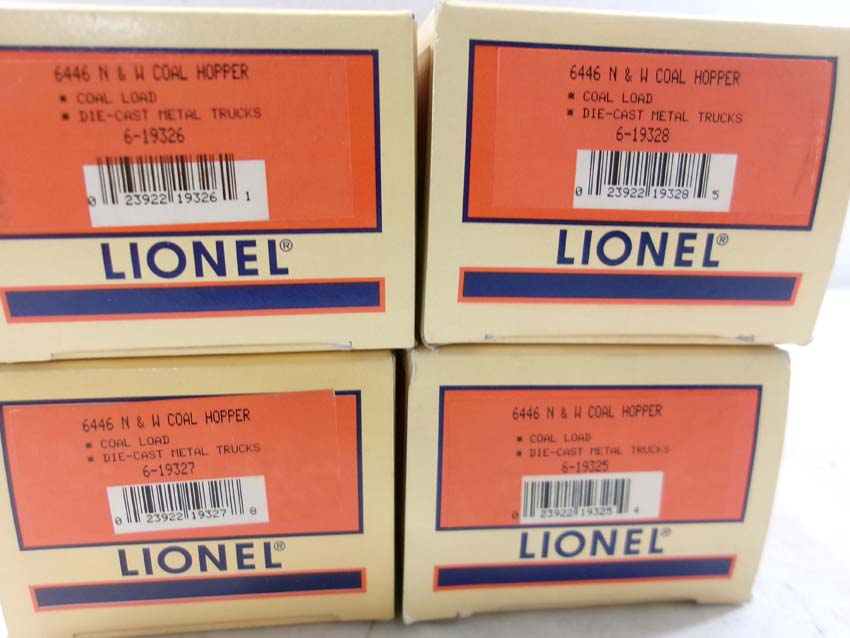 6446 N & W COAL HOPPER
* COAL LOAD
* DIE-CAST METAL TRUCKS
6-19326
0 23922 19326 1
LIONEL®
6446 N & W COAL HOPPER
* COAL LOAD
* DIE-CAST METAL TRUCKS
6-19328
0 23922 19328 5
LIONEL®
6446 N & W COAL HOPPER
* COAL LOAD
* DIE-CAST METAL TRUCKS
6-19327
0 23922 19327 8
LIONEL®
6446 N & W COAL HOPPER
* COAL LOAD
* DIE-CAST METAL TRUCKS
6-19325
0 23922 19325 4
LIONEL®